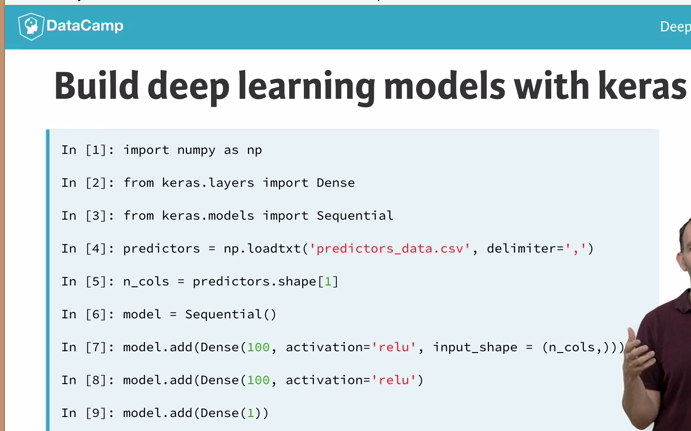 DataCamp
Deep
Build deep learning models with keras
In [1]: import numpy as np
In [2]: from keras.layers import Dense
In [3]: from keras.models import Sequential
In [4]: predictors = np.loadtxt('predictors_data.csv', delimiter=',')
In [5]: n_cols = predictors.shape[1]
In [6]: model = Sequential()
In [7]: model.add(Dense(100, activation='relu', input_shape = (n_cols,)))
In [8]: model.add(Dense(100, activation='relu')
In [9]: model.add(Dense(1))